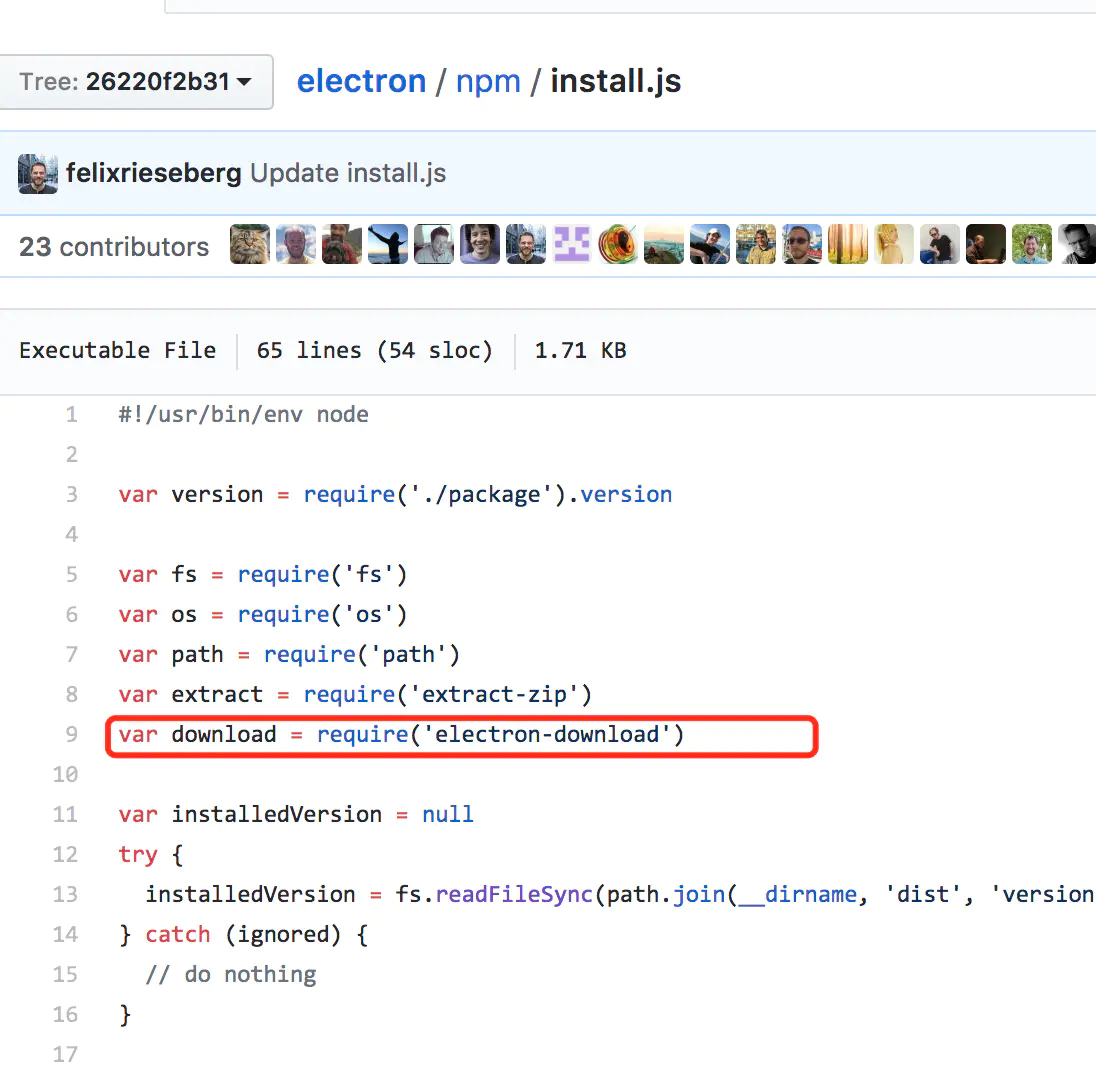 Tree: 26220f2b31
electron / npm / install.js
felixrieseberg Update install.js
23 contributors
Executable File 65 lines (54 sloc) 1.71 KB
1 #!/usr/bin/env node
2
3 var version = require('./package').version
4
5 var fs = require('fs')
6 var os = require('os')
7 var path = require('path')
8 var extract = require('extract-zip')
9 var download = require('electron-download')
10
11 var installedVersion = null
12 try {
13   installedVersion = fs.readFileSync(path.join(__dirname, 'dist', 'version
14 } catch (ignored) {
15   // do nothing
16 }
17